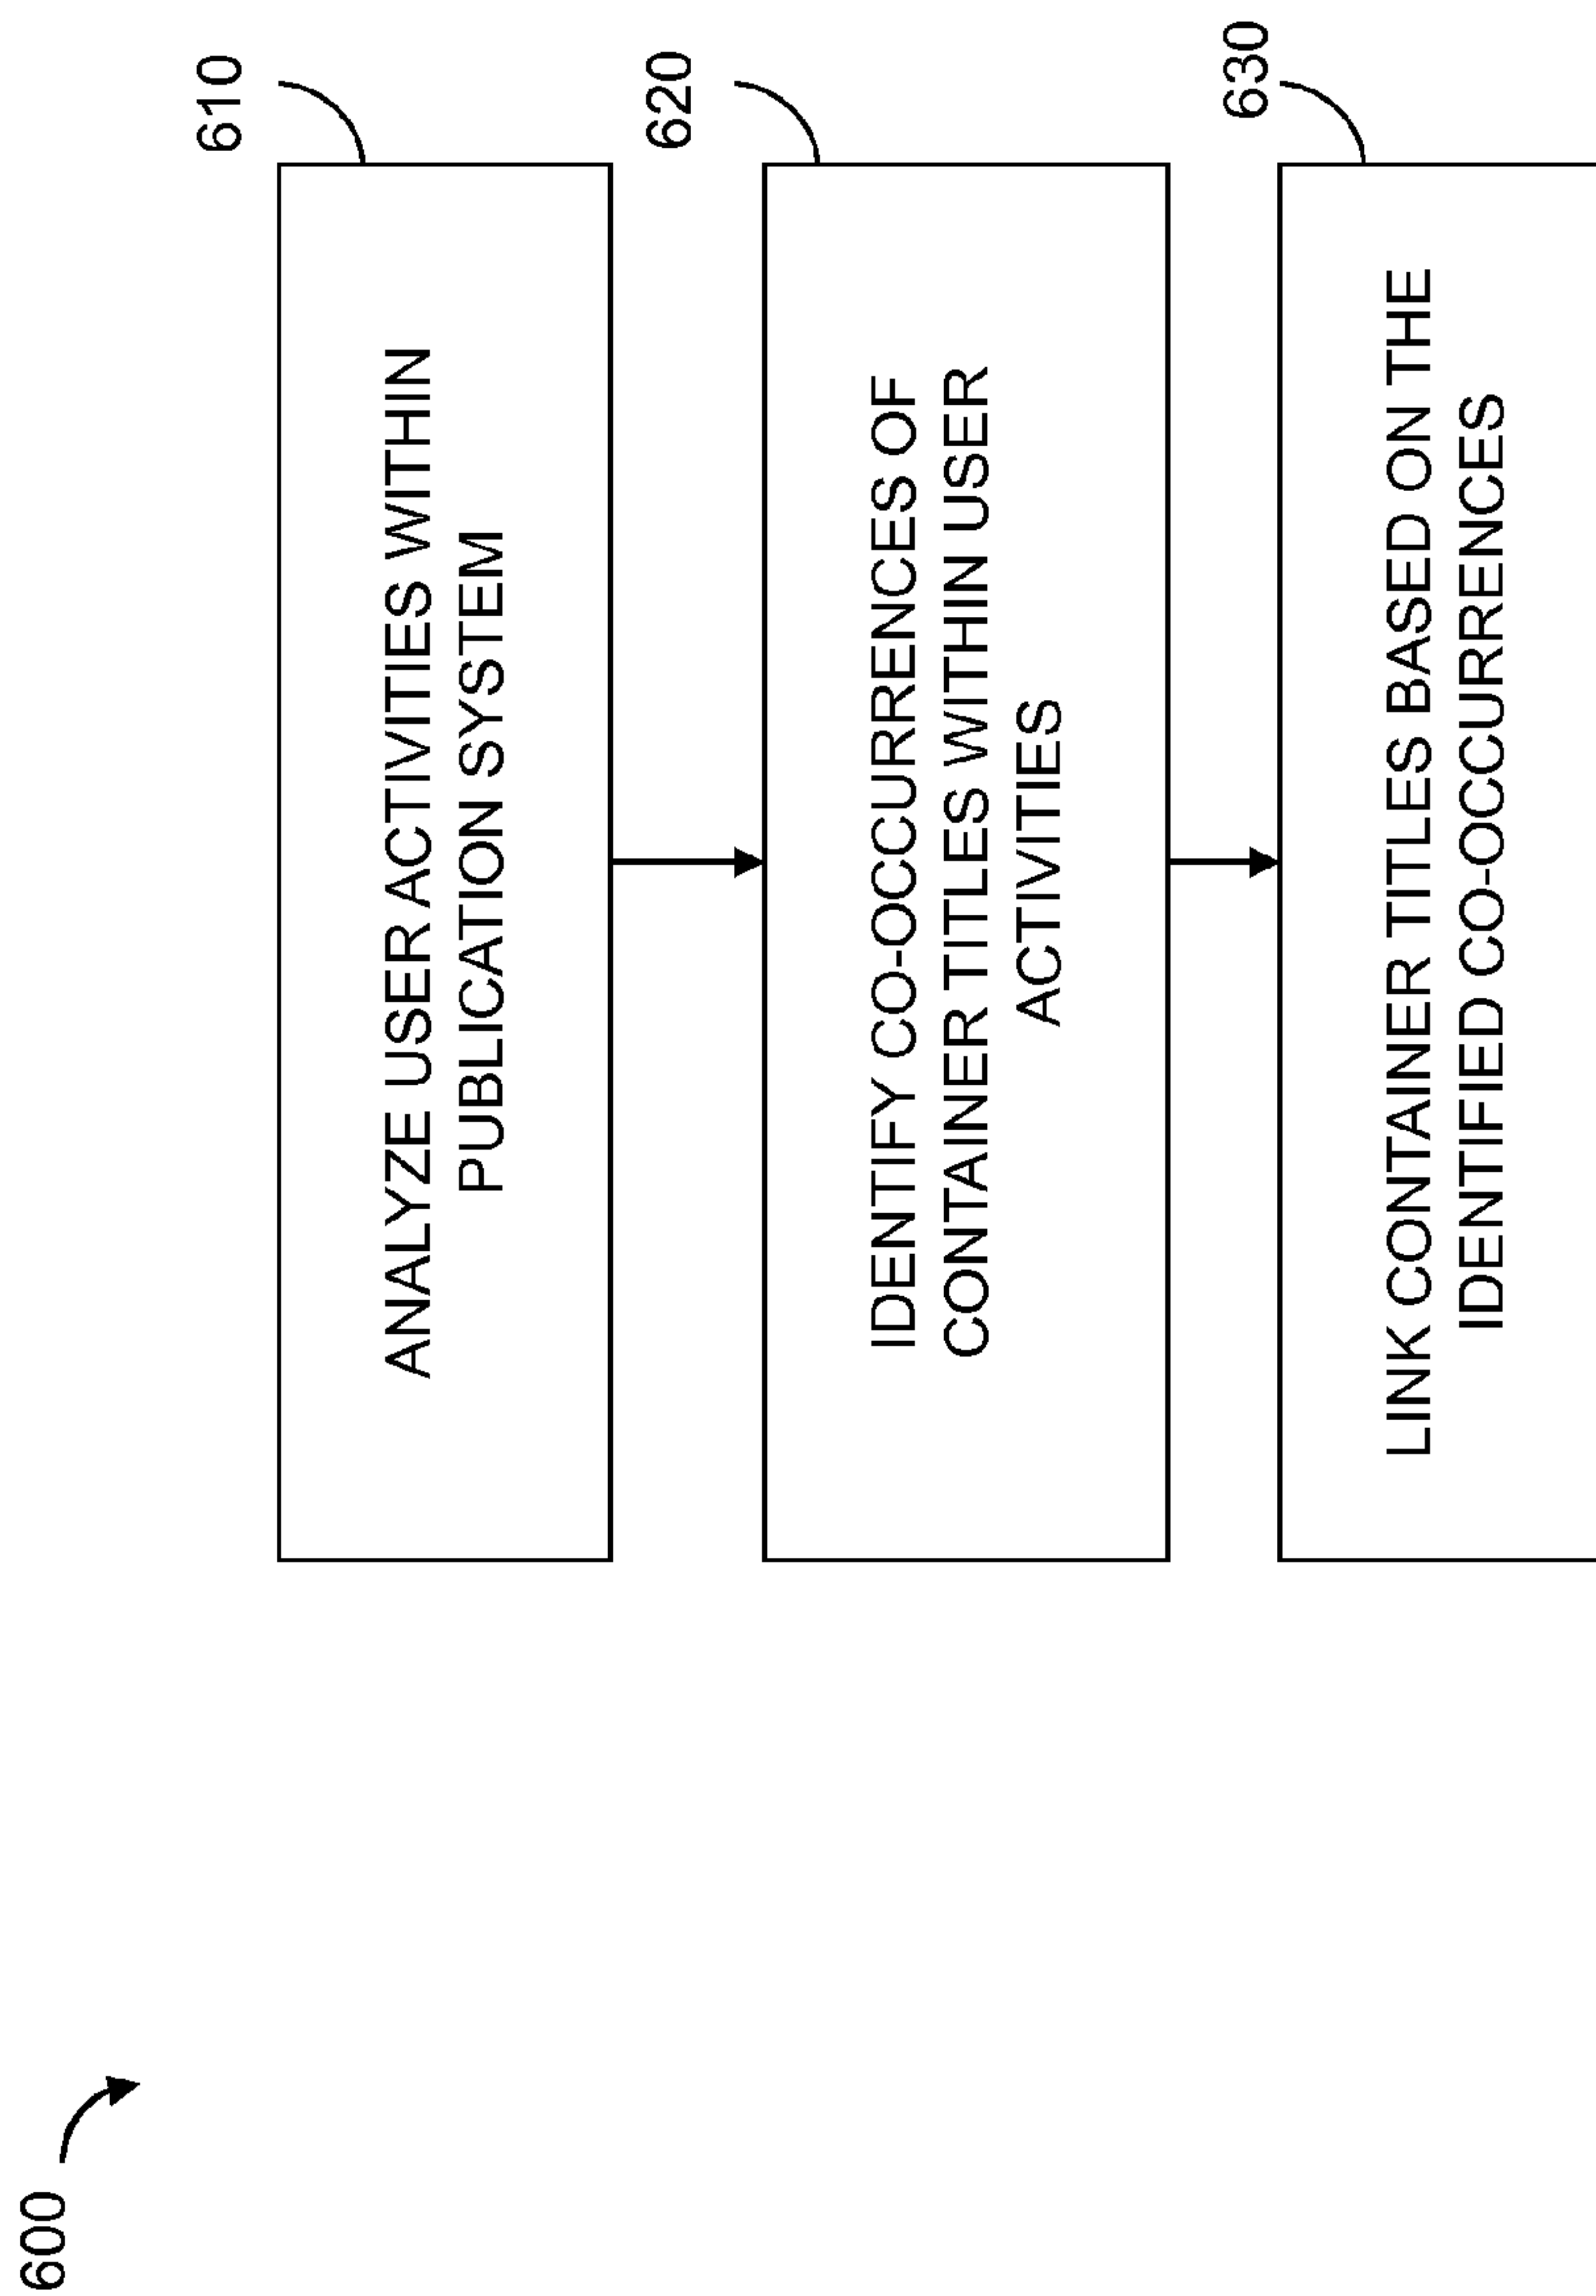 600
610
ANALYZE USER ACTIVITIES WITHIN
PUBLICATION SYSTEM
620
IDENTIFY CO-OCCURRENCES OF
CONTAINER TITLES WITHIN USER
ACTIVITIES
630
LINK CONTAINER TITLES BASED ON THE
IDENTIFIED CO-OCCURRENCES